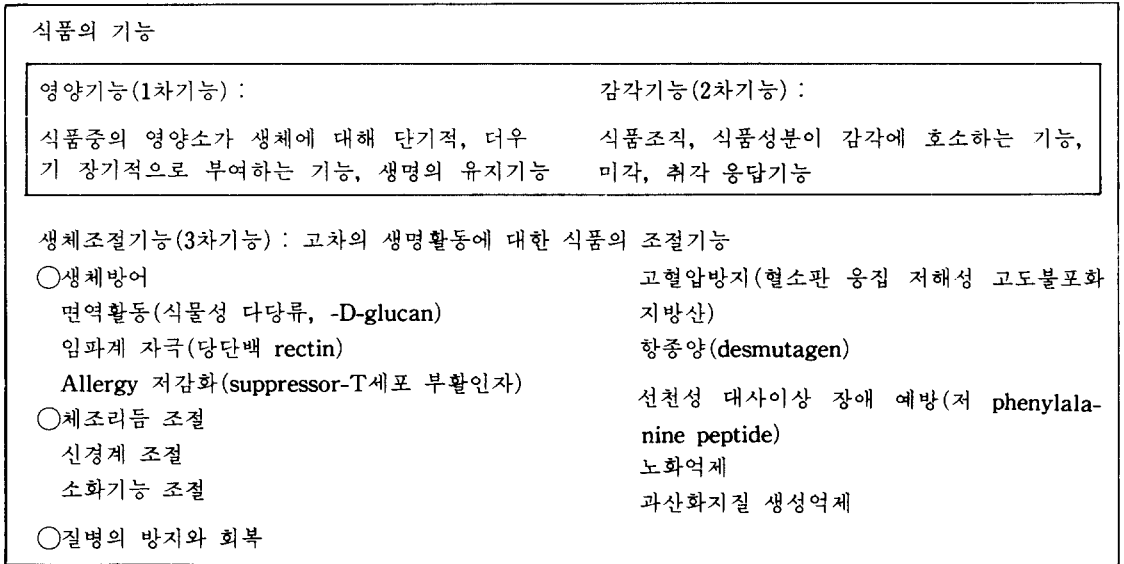 식품의 기능
영양기능(1차기능) :
식품중의 영양소가 생체에 대해 단기적, 더우
기 장기적으로 부여하는 기능, 생명의 유지기능
감각기능(2차기능) :
식품조직, 식품성분이 감각에 호소하는 기능,
미각, 취각 응답기능
생체조절기능(3차기능) : 고차의 생명활동에 대한 식품의 조절기능
○생체방어
면역활동(식물성 다당류, -D-glucan)
임파계 자극(당단백 rectin)
Allergy 저감화(suppressor-T세포 부활인자)
○체조리듬 조절
신경계 조절
소화기능 조절
○질병의 방지와 회복
고혈압방지(혈소판 응집 저해성 고도불포화
지방산)
항종양(desmutagen)
선천성 대사이상 장애 예방(저 phenylala-
nine peptide)
노화억제
과산화지질 생성억제